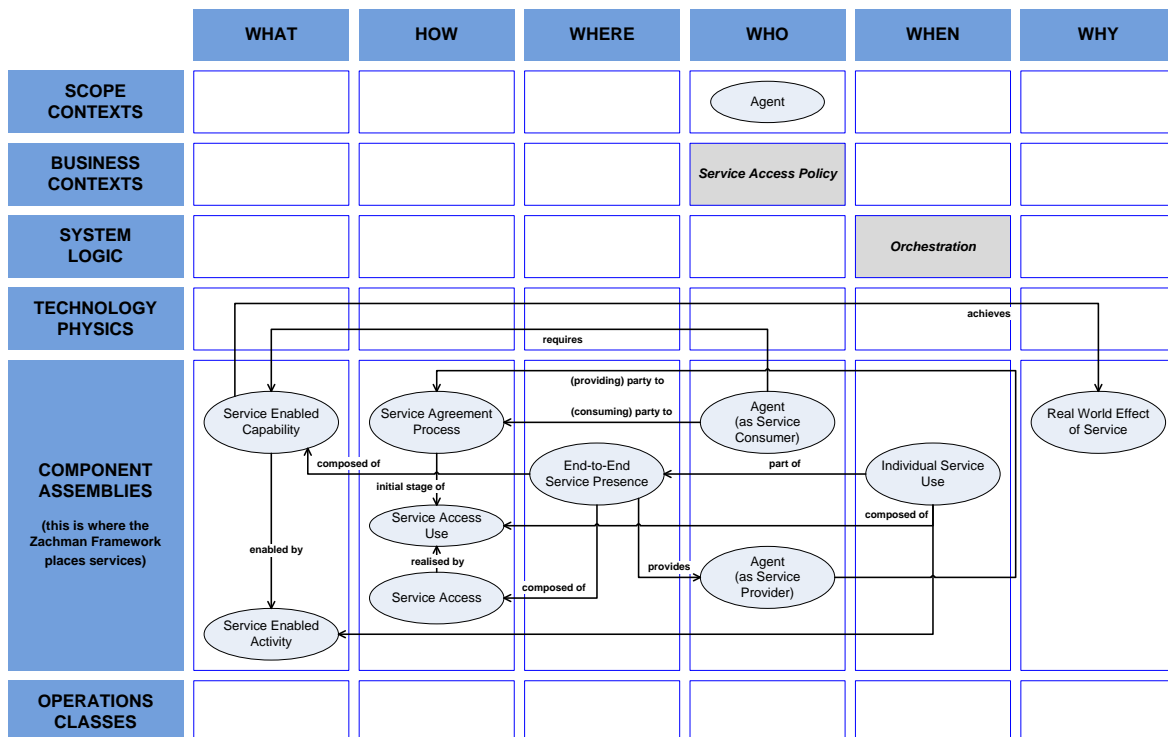 WHAT
HOW
WHERE
WHO
WHEN
WHY
SCOPE
CONTEXTS
Agent
BUSINESS
CONTEXTS
Service Access Policy
SYSTEM
LOGIC
Orchestration
TECHNOLOGY
PHYSICS
achieves
requires
COMPONENT
ASSEMBLIES
(this is where the
Zachman Framework
places services)
(providing) party to
Service Enabled
Capability
Service Agreement
Process
(consuming) party to
Agent
(as Service
Consumer)
Real World Effect
of Service
composed of
End-to-End
Service Presence
part of
Individual Service
Use
initial stage of
composed of
Service Access
Use
enabled by
realised by
Service Access
composed of
provides
Agent
(as Service
Provider)
Service Enabled
Activity
OPERATIONS
CLASSES